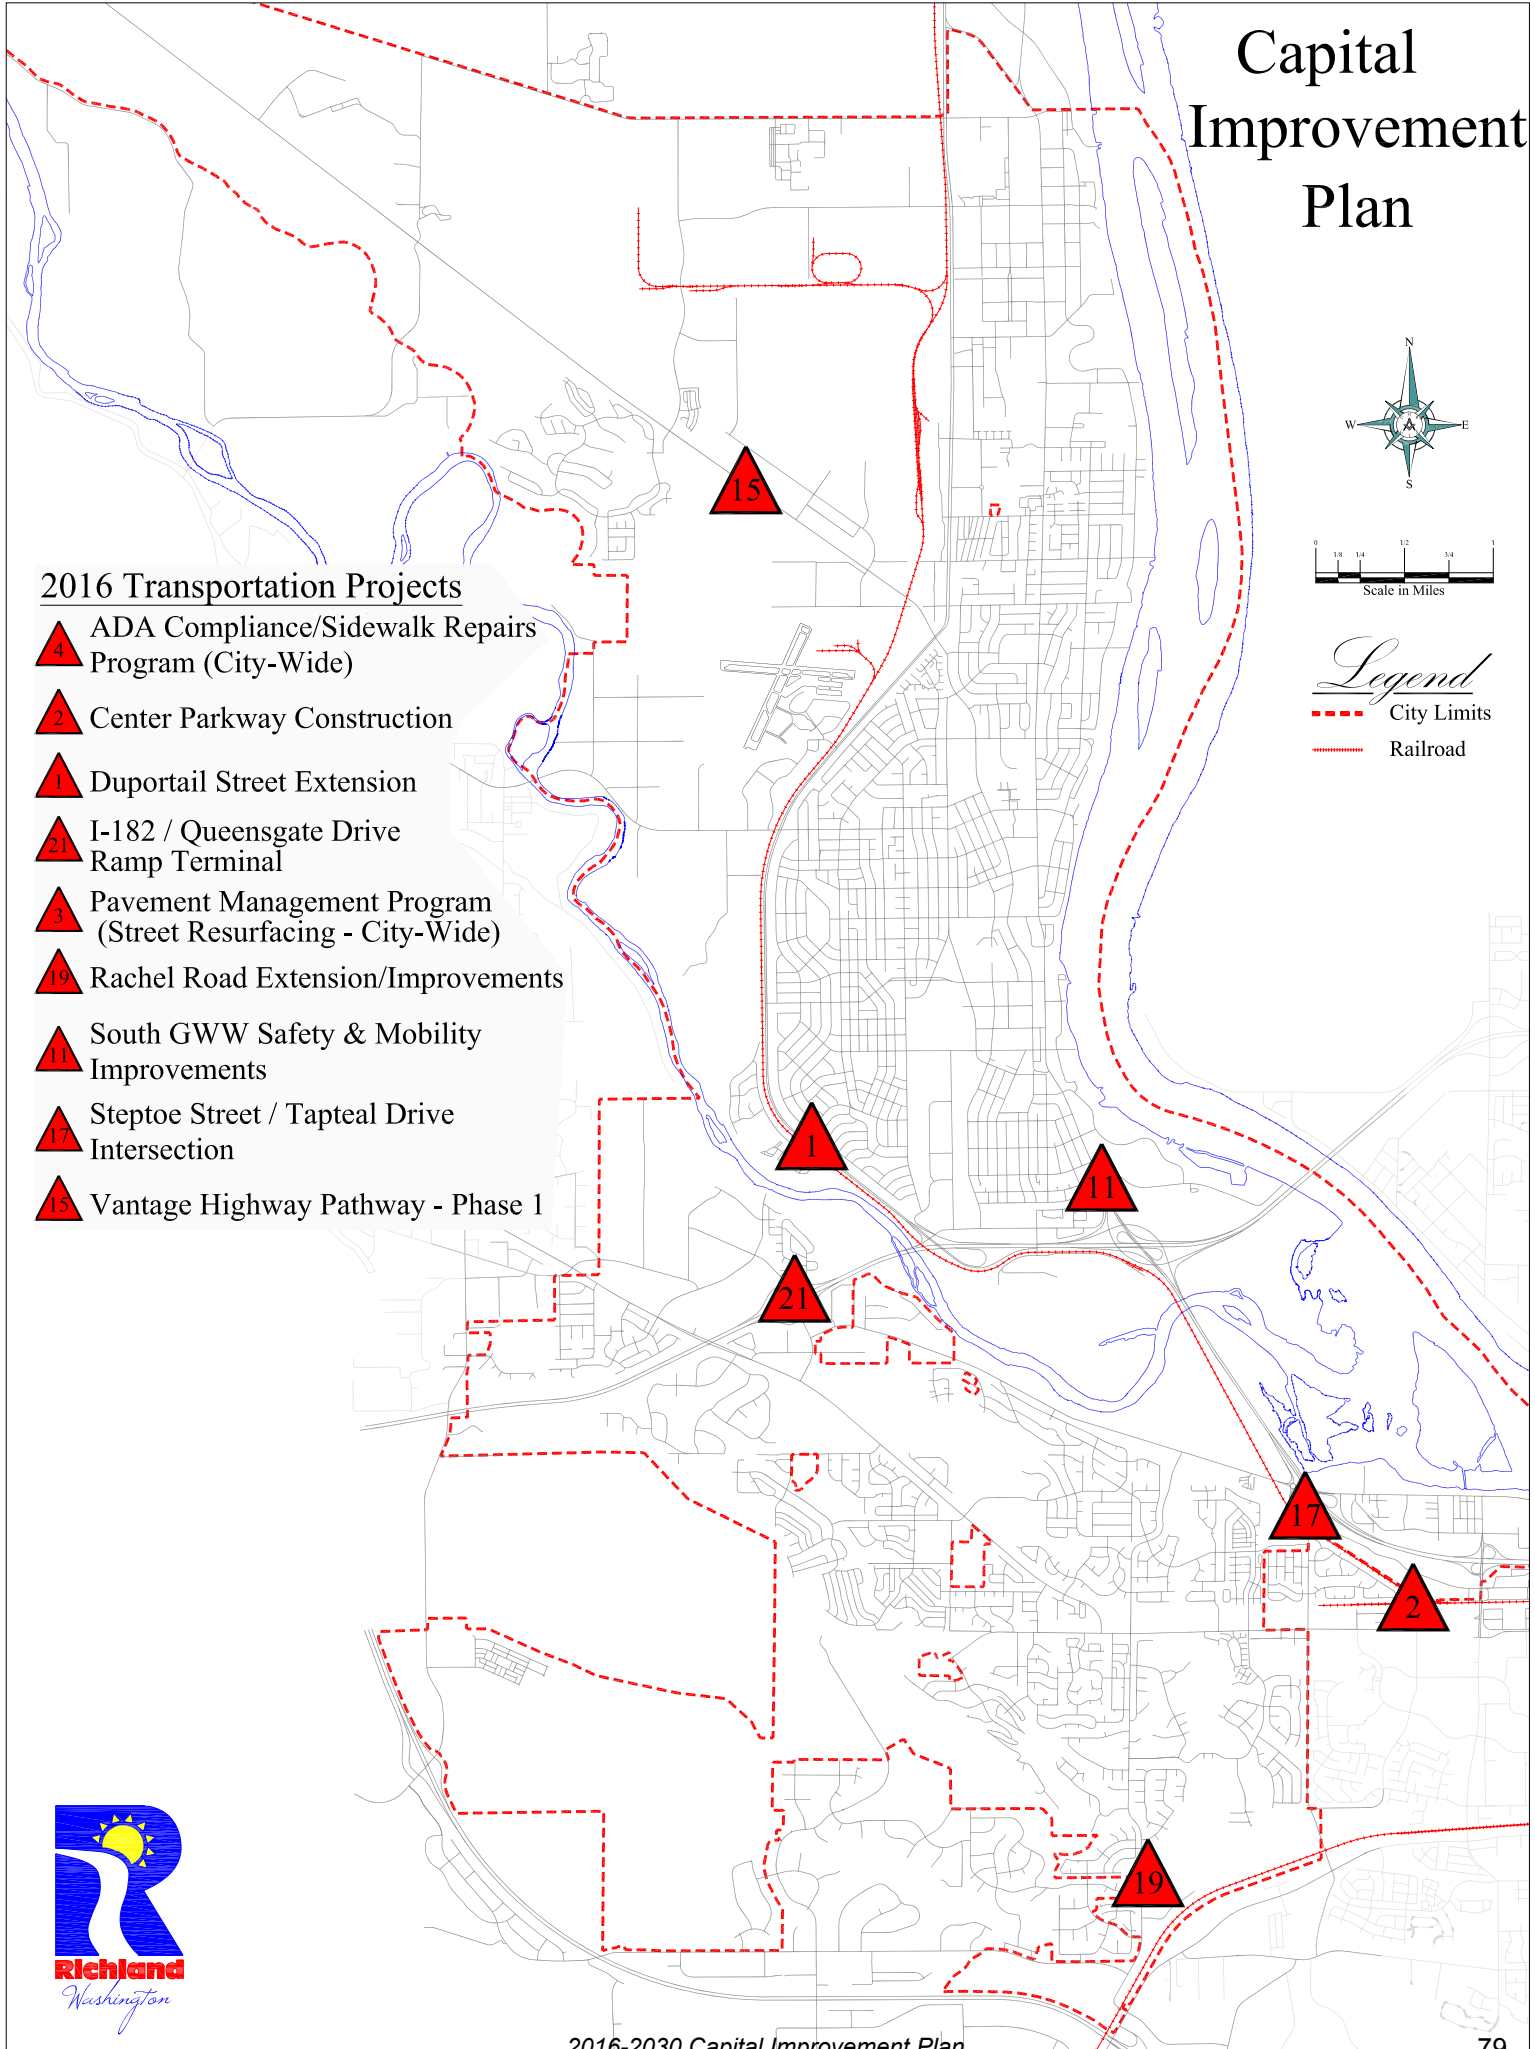 Capital
Improvement
Plan
N
W
E
S
0
1/8
1/4
1/2
3/4
1
Scale in Miles
Legend
City Limits
Railroad
2016 Transportation Projects
4
ADA Compliance/Sidewalk Repairs
Program (City-Wide)
2
Center Parkway Construction
1
Duportail Street Extension
21
I-182 / Queensgate Drive
Ramp Terminal
3
Pavement Management Program
(Street Resurfacing - City-Wide)
19
Rachel Road Extension/Improvements
11
South GWW Safety & Mobility
Improvements
17
Steptoe Street / Tapteal Drive
Intersection
15
Vantage Highway Pathway - Phase 1
15
1
11
21
17
2
19
Richland
Washington
2016-2030 Capital Improvement Plan
79